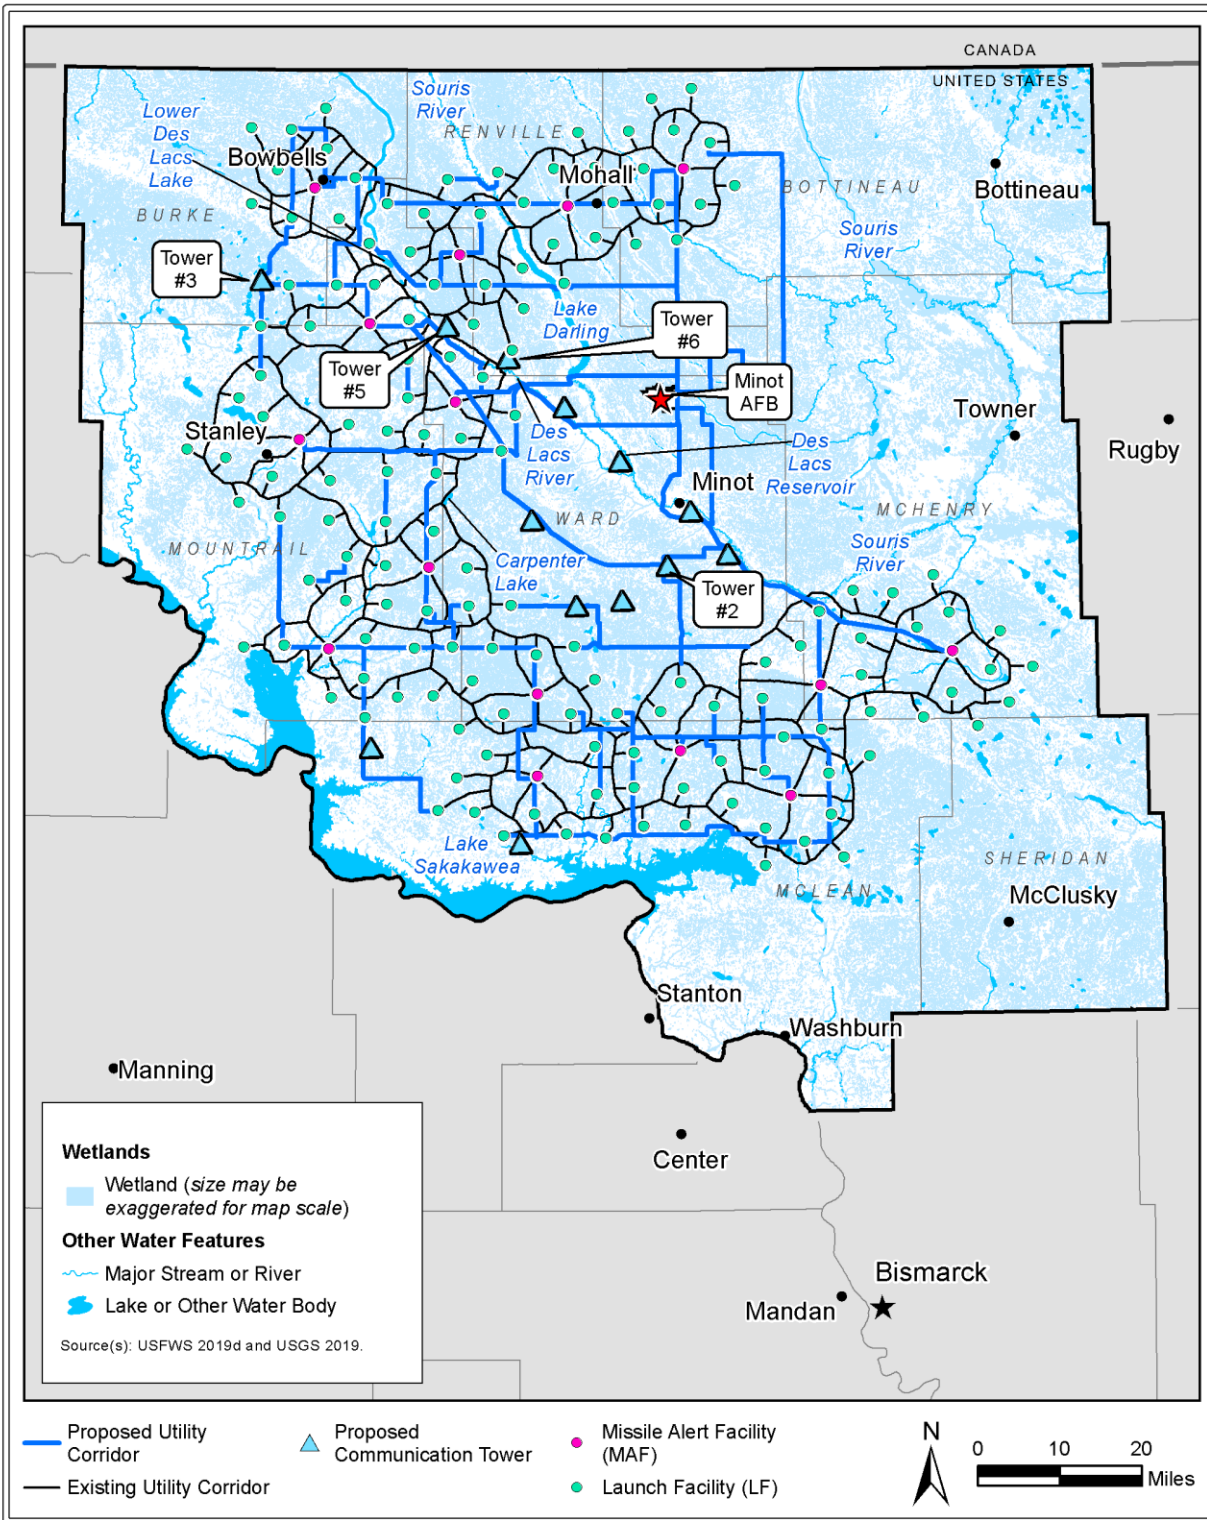 CANADA
UNITED STATES
Souris
River
Lower
Des
Lacs
Lake
RENVILLE
Bowbells
Mohall
BOTTINEAU
Bottineau
BURKE
Souris
River
Tower
#3
Lake
Darling
Tower
#6
Tower
#5
Minot
AFB
Towner
Rugby
Stanley
Des
Lacs
River
Des
Lacs
Reservoir
Minot
WARD
MCHENRY
MOUNTRAIL
Souris
River
Carpenter
Lake
Tower
#2
Lake
Sakakawea
SHERIDAN
MCLEAN
McClusky
Stanton
Washburn
Manning
Center
Bismarck
Mandan
Wetlands
Wetland (size may be
exaggerated for map scale)
Other Water Features
Major Stream or River
Lake or Other Water Body
Source(s): USFWS 2019d and USGS 2019.
Proposed Utility
Corridor
Existing Utility Corridor
Proposed
Communication Tower
Missile Alert Facility
(MAF)
Launch Facility (LF)
N
0 10 20
Miles